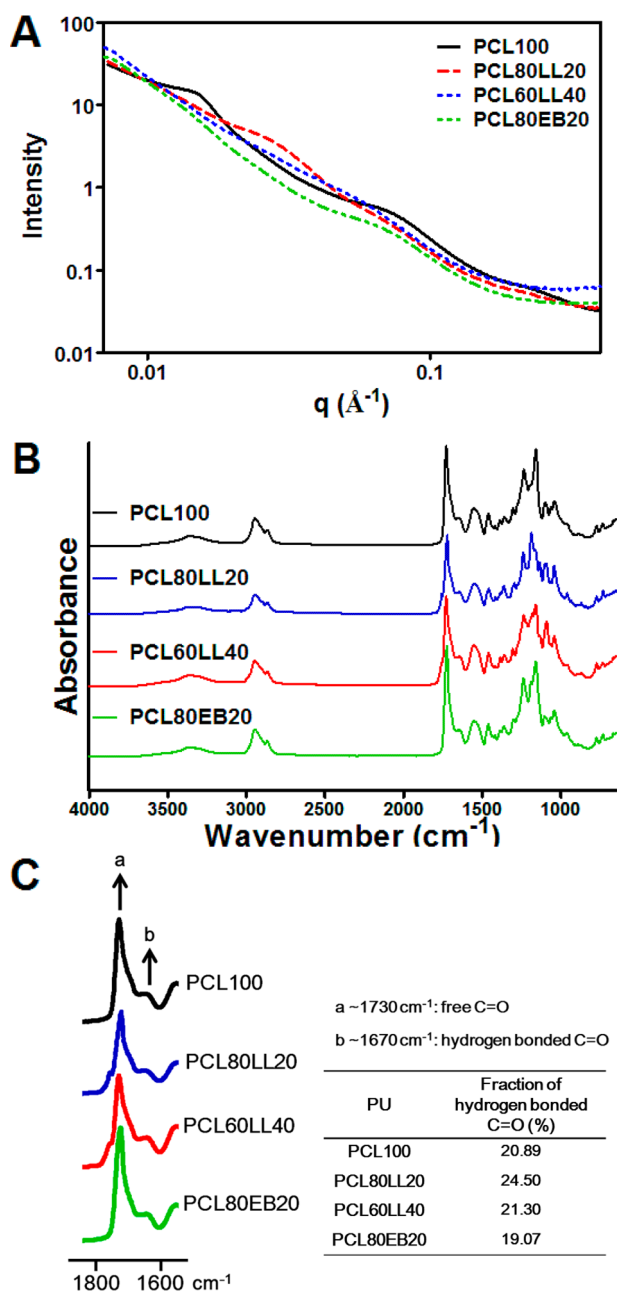 A
100
10
1
0.1
0.01
Intensity
0.01
0.1
q (Å-1)
PCL100
PCL80LL20
PCL60LL40
PCL80EB20
B
Absorbance
PCL100
PCL80LL20
PCL60LL40
PCL80EB20
4000 3500 3000 2500 2000 1500 1000
Wavenumber (cm-1)
C
a
b
PCL100
PCL80LL20
PCL60LL40
PCL80EB20
1800 1600 cm-1
a ~1730 cm-1: free C=O
b ~1670 cm-1: hydrogen bonded C=O
PU
Fraction of
hydrogen bonded
C=O (%)
PCL100 20.89
PCL80LL20 24.50
PCL60LL40 21.30
PCL80EB20 19.07